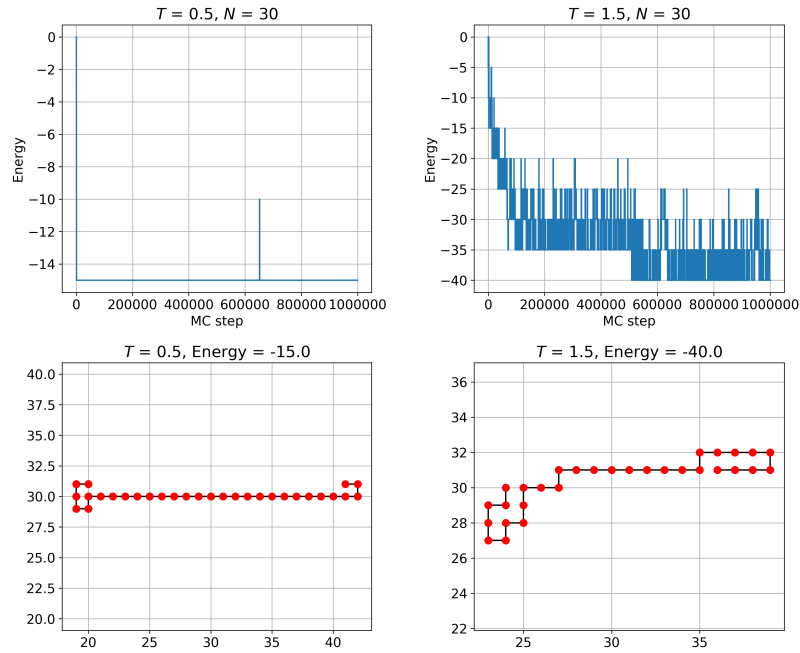 T = 0.5, N = 30
Energy
0
−2
−4
−6
−8
−10
−12
−14
0 200000 400000 600000 800000 1000000
MC step
T = 1.5, N = 30
Energy
0
−5
−10
−15
−20
−25
−30
−35
−40
0 200000 400000 600000 800000 1000000
MC step
T = 0.5, Energy = -15.0
40.0
37.5
35.0
32.5
30.0
27.5
25.0
22.5
20.0
20 25 30 35 40
T = 1.5, Energy = -40.0
36
34
32
30
28
26
24
22
25 30 35